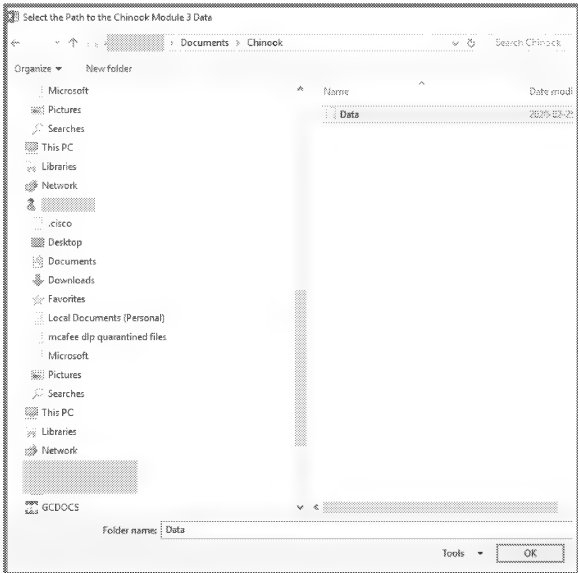 Select the Path to the Chinook Module 3 Data
Documents > Chinook
Search Chinook
Organize
New folder
Microsoft
Pictures
Searches
This PC
Libraries
Network
.cisco
Desktop
Documents
Downloads
Favorites
Local Documents (Personal)
mcafee dlp quarantined files
Microsoft
Pictures
Searches
This PC
Libraries
Network
GCDOCS
Name
Date modi
Data
Folder name: Data
Tools
OK